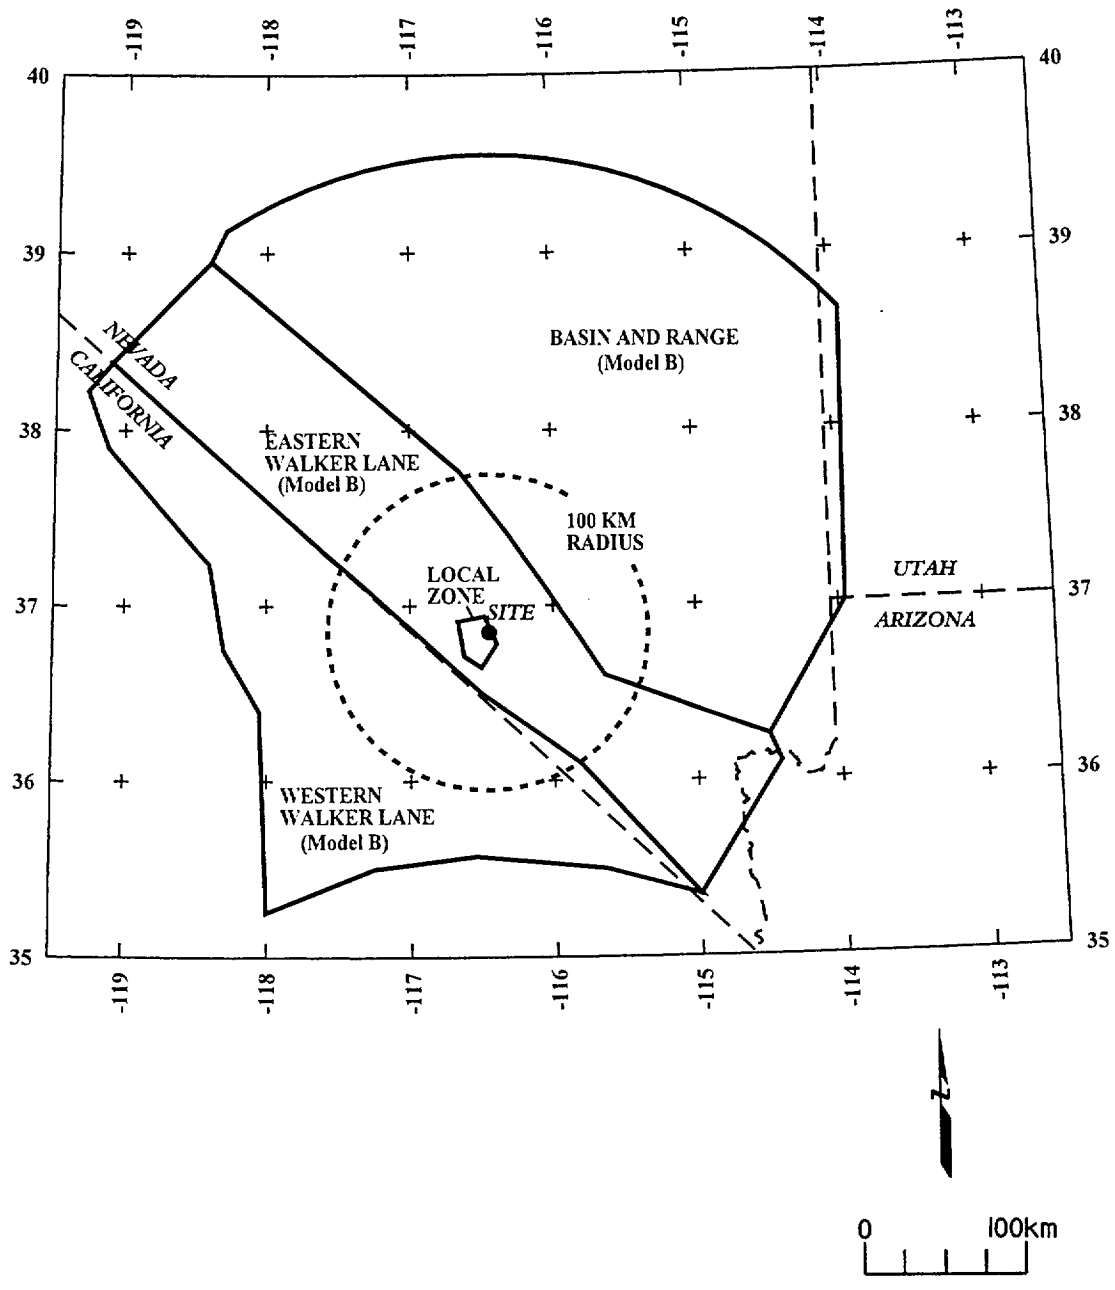 -119
-118
-117
-116
-115
-114
-113
40
40
39
39
NEVADA
CALIFORNIA
BASIN AND RANGE
(Model B)
38
38
EASTERN
WALKER LANE
(Model B)
100 KM
RADIUS
LOCAL
ZONE
SITE
UTAH
ARIZONA
37
37
36
36
WESTERN
WALKER LANE
(Model B)
35
35
-119
-118
-117
-116
-115
-114
-113
N
0 100km